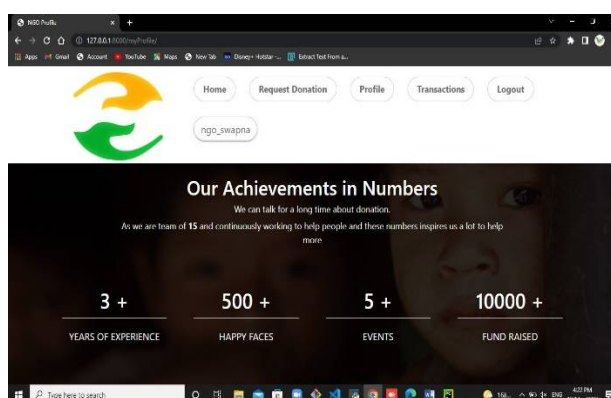 NGO Profile
127.0.0.1:8000/myProfile/
Apps Gmail Account YouTube Maps New Tab Disney+ Hotstar -... Extract Text From a...
Home Request Donation Profile Transactions Logout
ngo_swapna
Our Achievements in Numbers
We can talk for a long time about donation.
As we are team of 15 and continuously working to help people and these numbers inspires us a lot to help
more
3 + 500 + 5 + 10000 +
YEARS OF EXPERIENCE HAPPY FACES EVENTS FUND RAISED
Type here to search ENG 4:22 PM